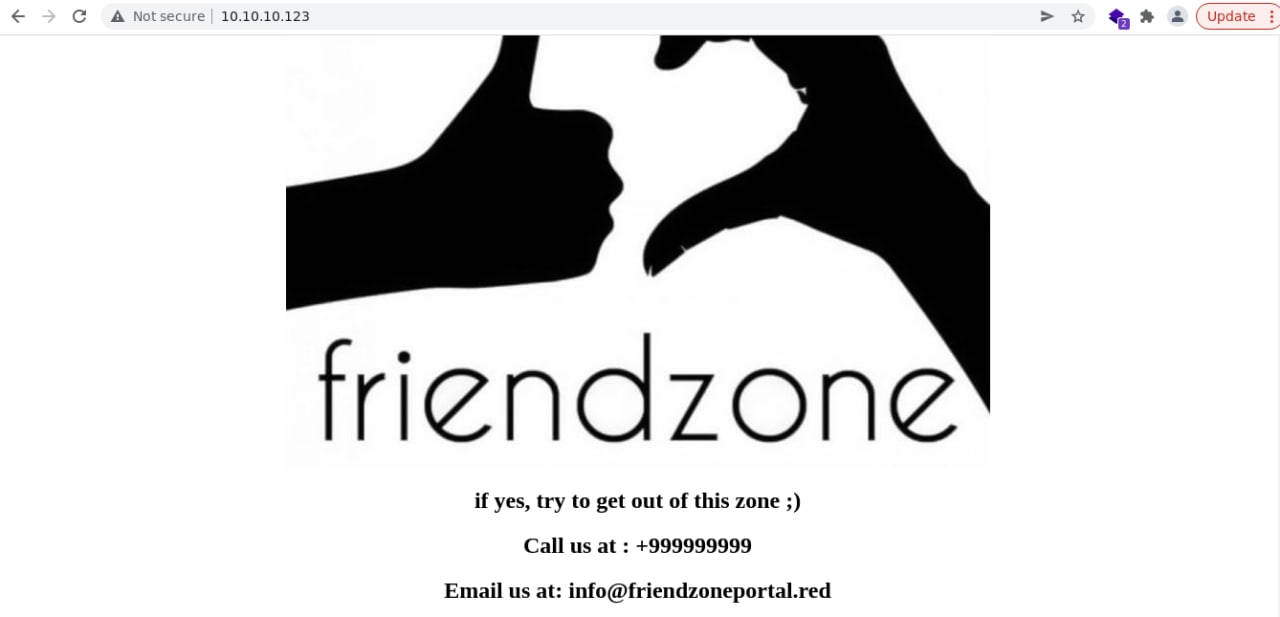 Not secure 10.10.10.123 Update
2
friendzone
if yes, try to get out of this zone ;)
Call us at : +999999999
Email us at: info@friendzoneportal.red